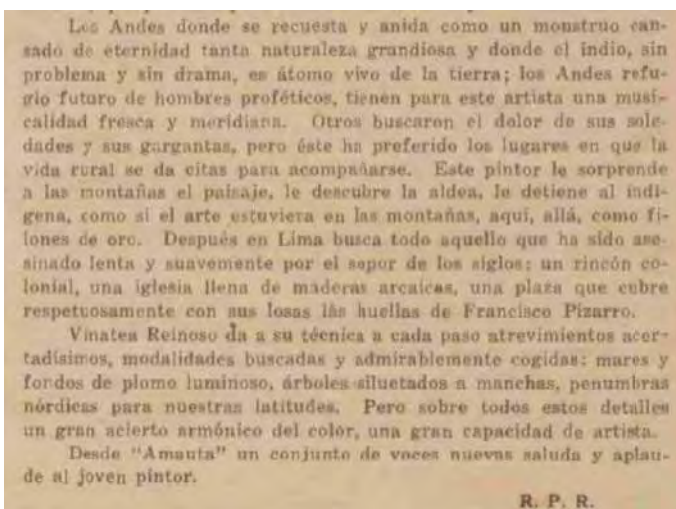 Los Andes donde se recuesta y anida como un monstruo can-
sado de eternidad tanta naturaleza grandiosa y donde el indio, sin
problema y sin drama, es átomo vivo de la tierra; los Andes refu-
gio futuro de hombres proféticos, tienen para este artista una musi-
calidad fresca y meridiana. Otros buscaron el dolor de sus sole-
dades y sus gargantas, pero éste ha preferido los lugares en que la
vida rural se da citas para acompañarse. Este pintor le sorprende
a las montañas el paisaje, le descubre la aldea, le detiene al indí-
gena, como si el arte estuviera en las montañas, aquí, allá, como fi-
lones de oro. Después en Lima busca todo aquello que ha sido ase-
sinado lenta y suavemente por el sopor de los siglos: un rincón co-
lonial, una iglesia llena de maderas arcaicas, una plaza que cubre
respetuosamente con sus losas las huellas de Francisco Pizarro.
Vinatea Reinoso da a su técnica a cada paso atrevimientos acer-
tadísimos, modalidades buscadas y admirablemente cogidas: mares y
fondos de plomo luminoso, árboles siluetados a manchas, penumbras
nórdicas para nuestras latitudes. Pero sobre todos estos detalles
un gran acierto armónico del color, una gran capacidad de artista.
Desde "Amauta" un conjunto de voces nuevas saluda y aplau-
de al joven pintor.
R. P. R.